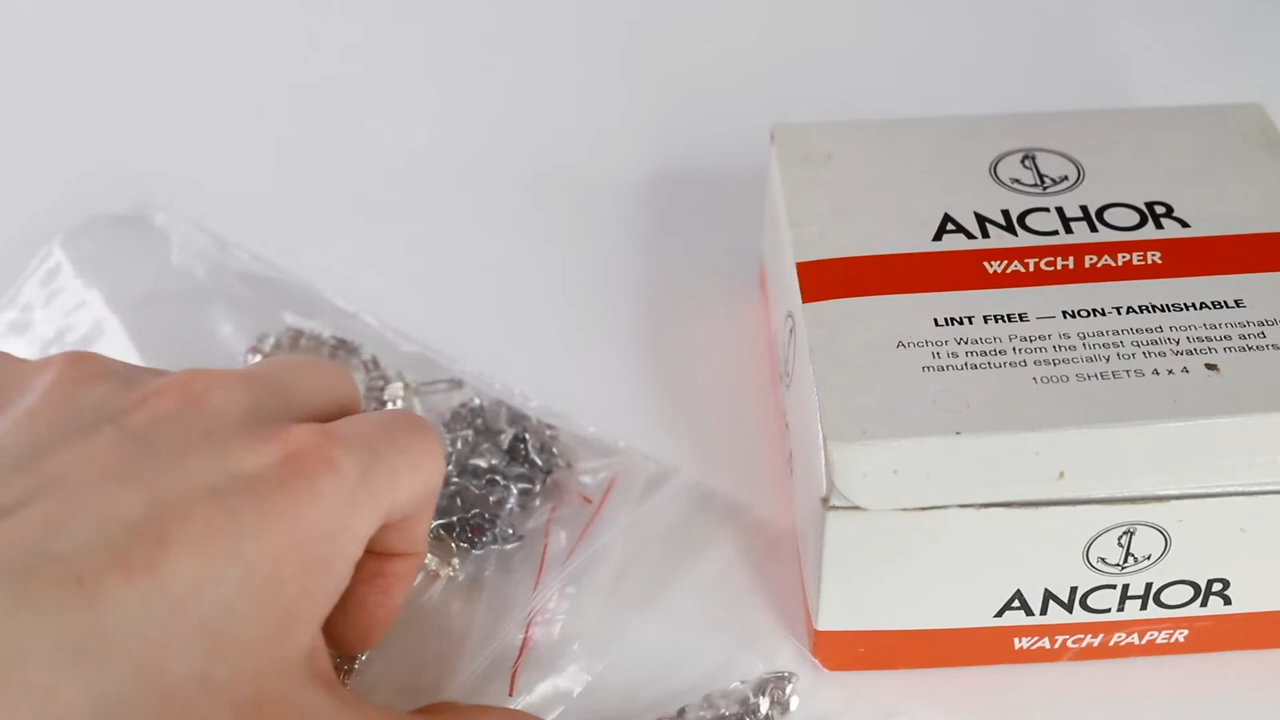 ANCHOR
WATCH PAPER
LINT FREE — NON-TARNISHABLE
Anchor Watch Paper is guaranteed non-tarnishabl
It is made from the finest quality tissue and
manufactured especially for the watch makers
1000 SHEETS 4 x 4
ANCHOR
WATCH PAPER